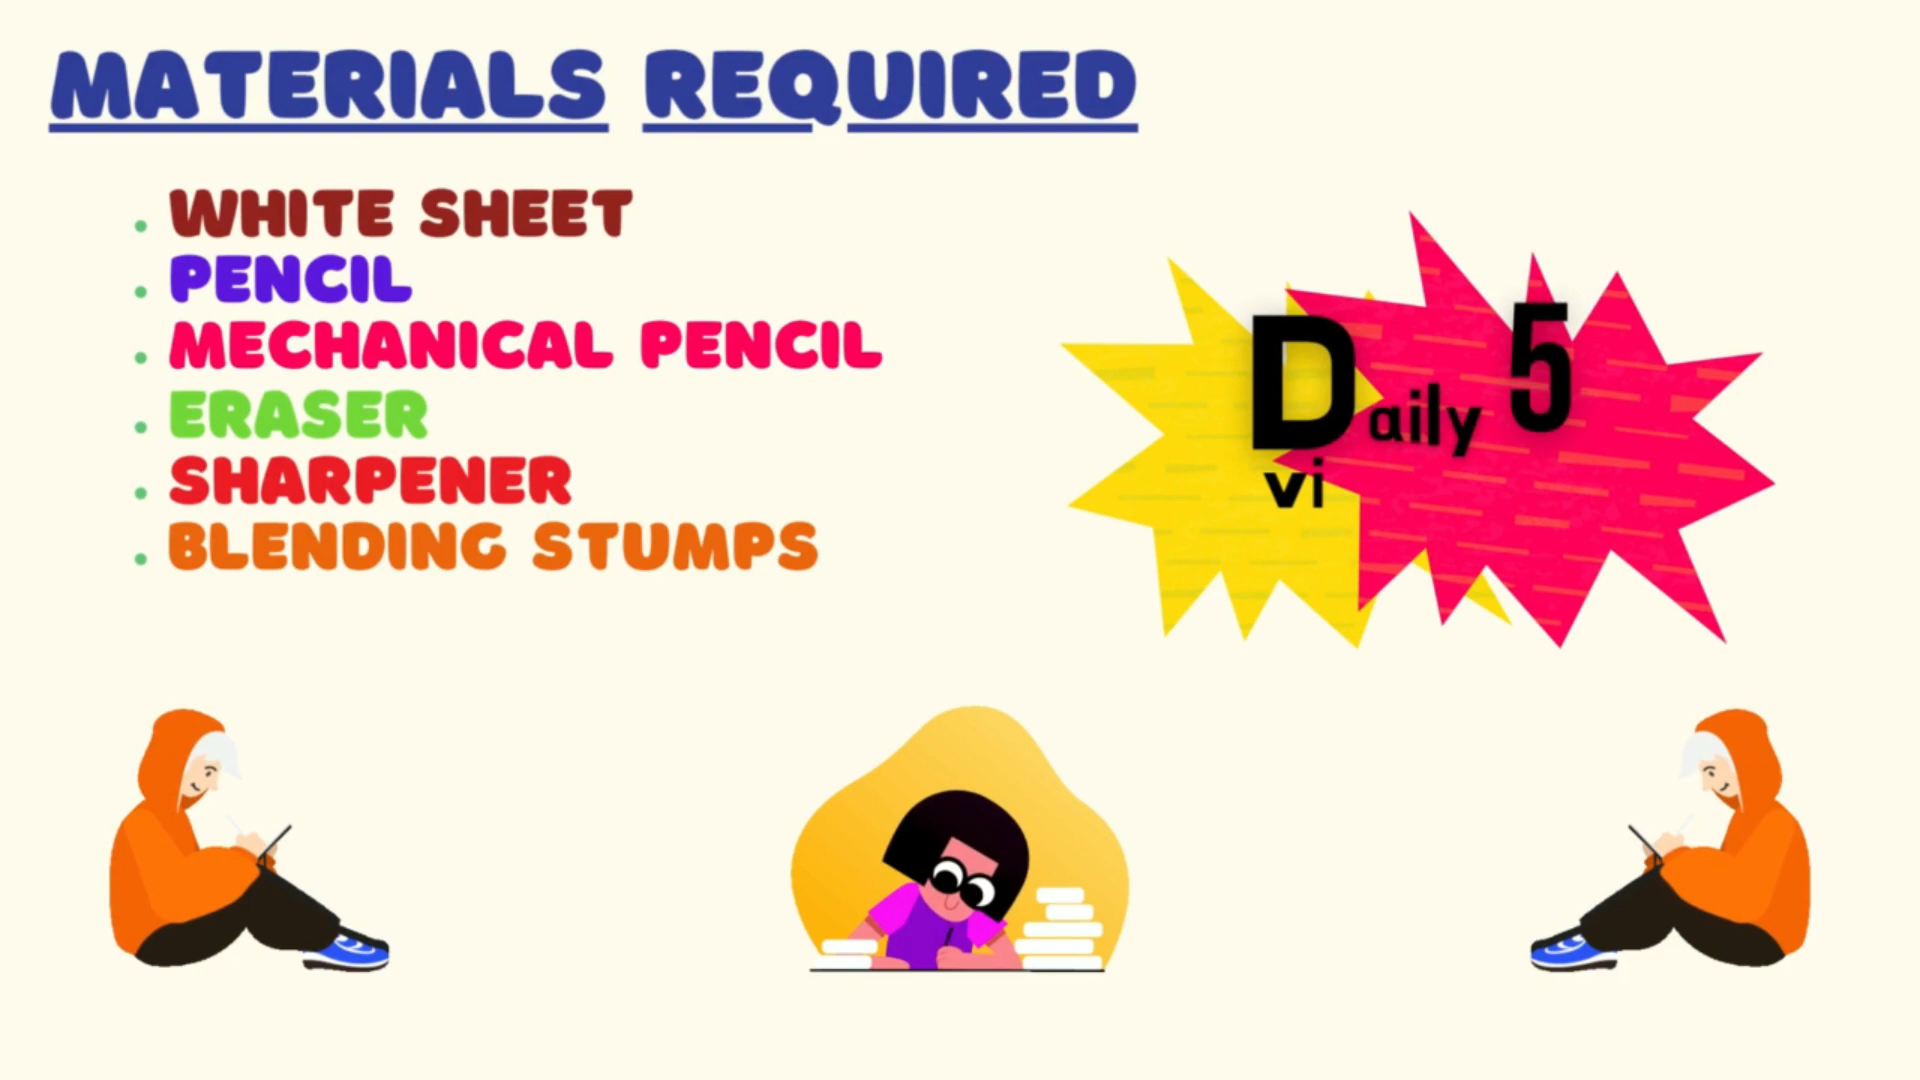 MATERIALS REQUIRED
WHITE SHEET
PENCIL
MECHANICAL PENCIL
ERASER
SHARPENER
BLENDING STUMPS
Daily 5
vi